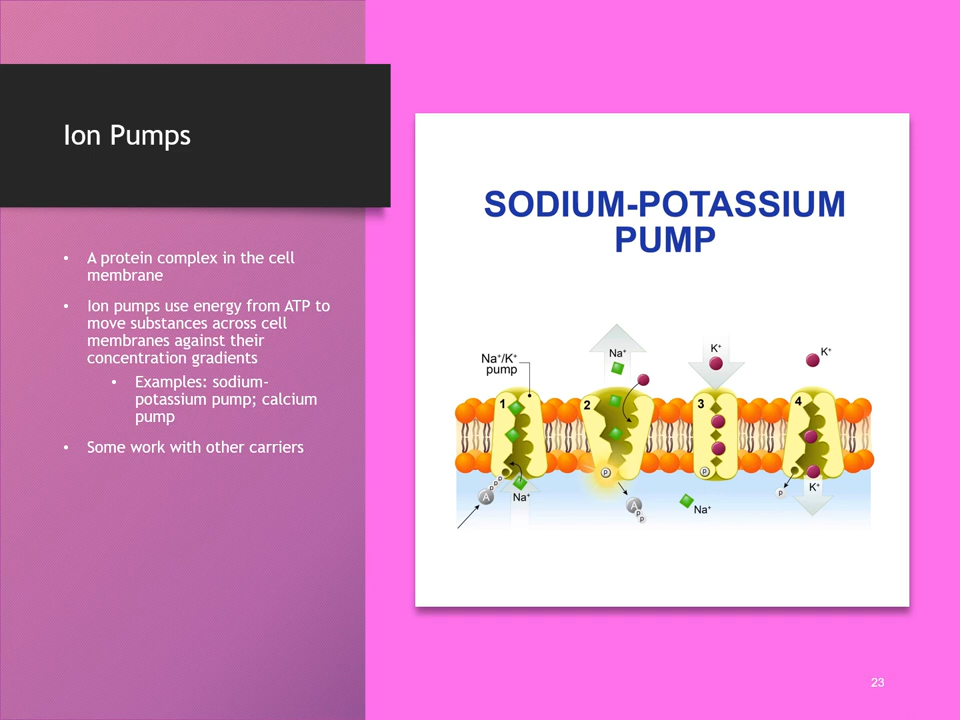 Ion Pumps
• A protein complex in the cell
membrane
• Ion pumps use energy from ATP to
move substances across cell
membranes against their
concentration gradients
• Examples: sodium-
potassium pump; calcium
pump
• Some work with other carriers
SODIUM-POTASSIUM
PUMP
Na⁺/K⁺
pump
Na⁺
K⁺
K⁺
1
2
3
4
P
P
P
P
P
A
Na⁺
A
P
P
Na⁺
P
K⁺
23